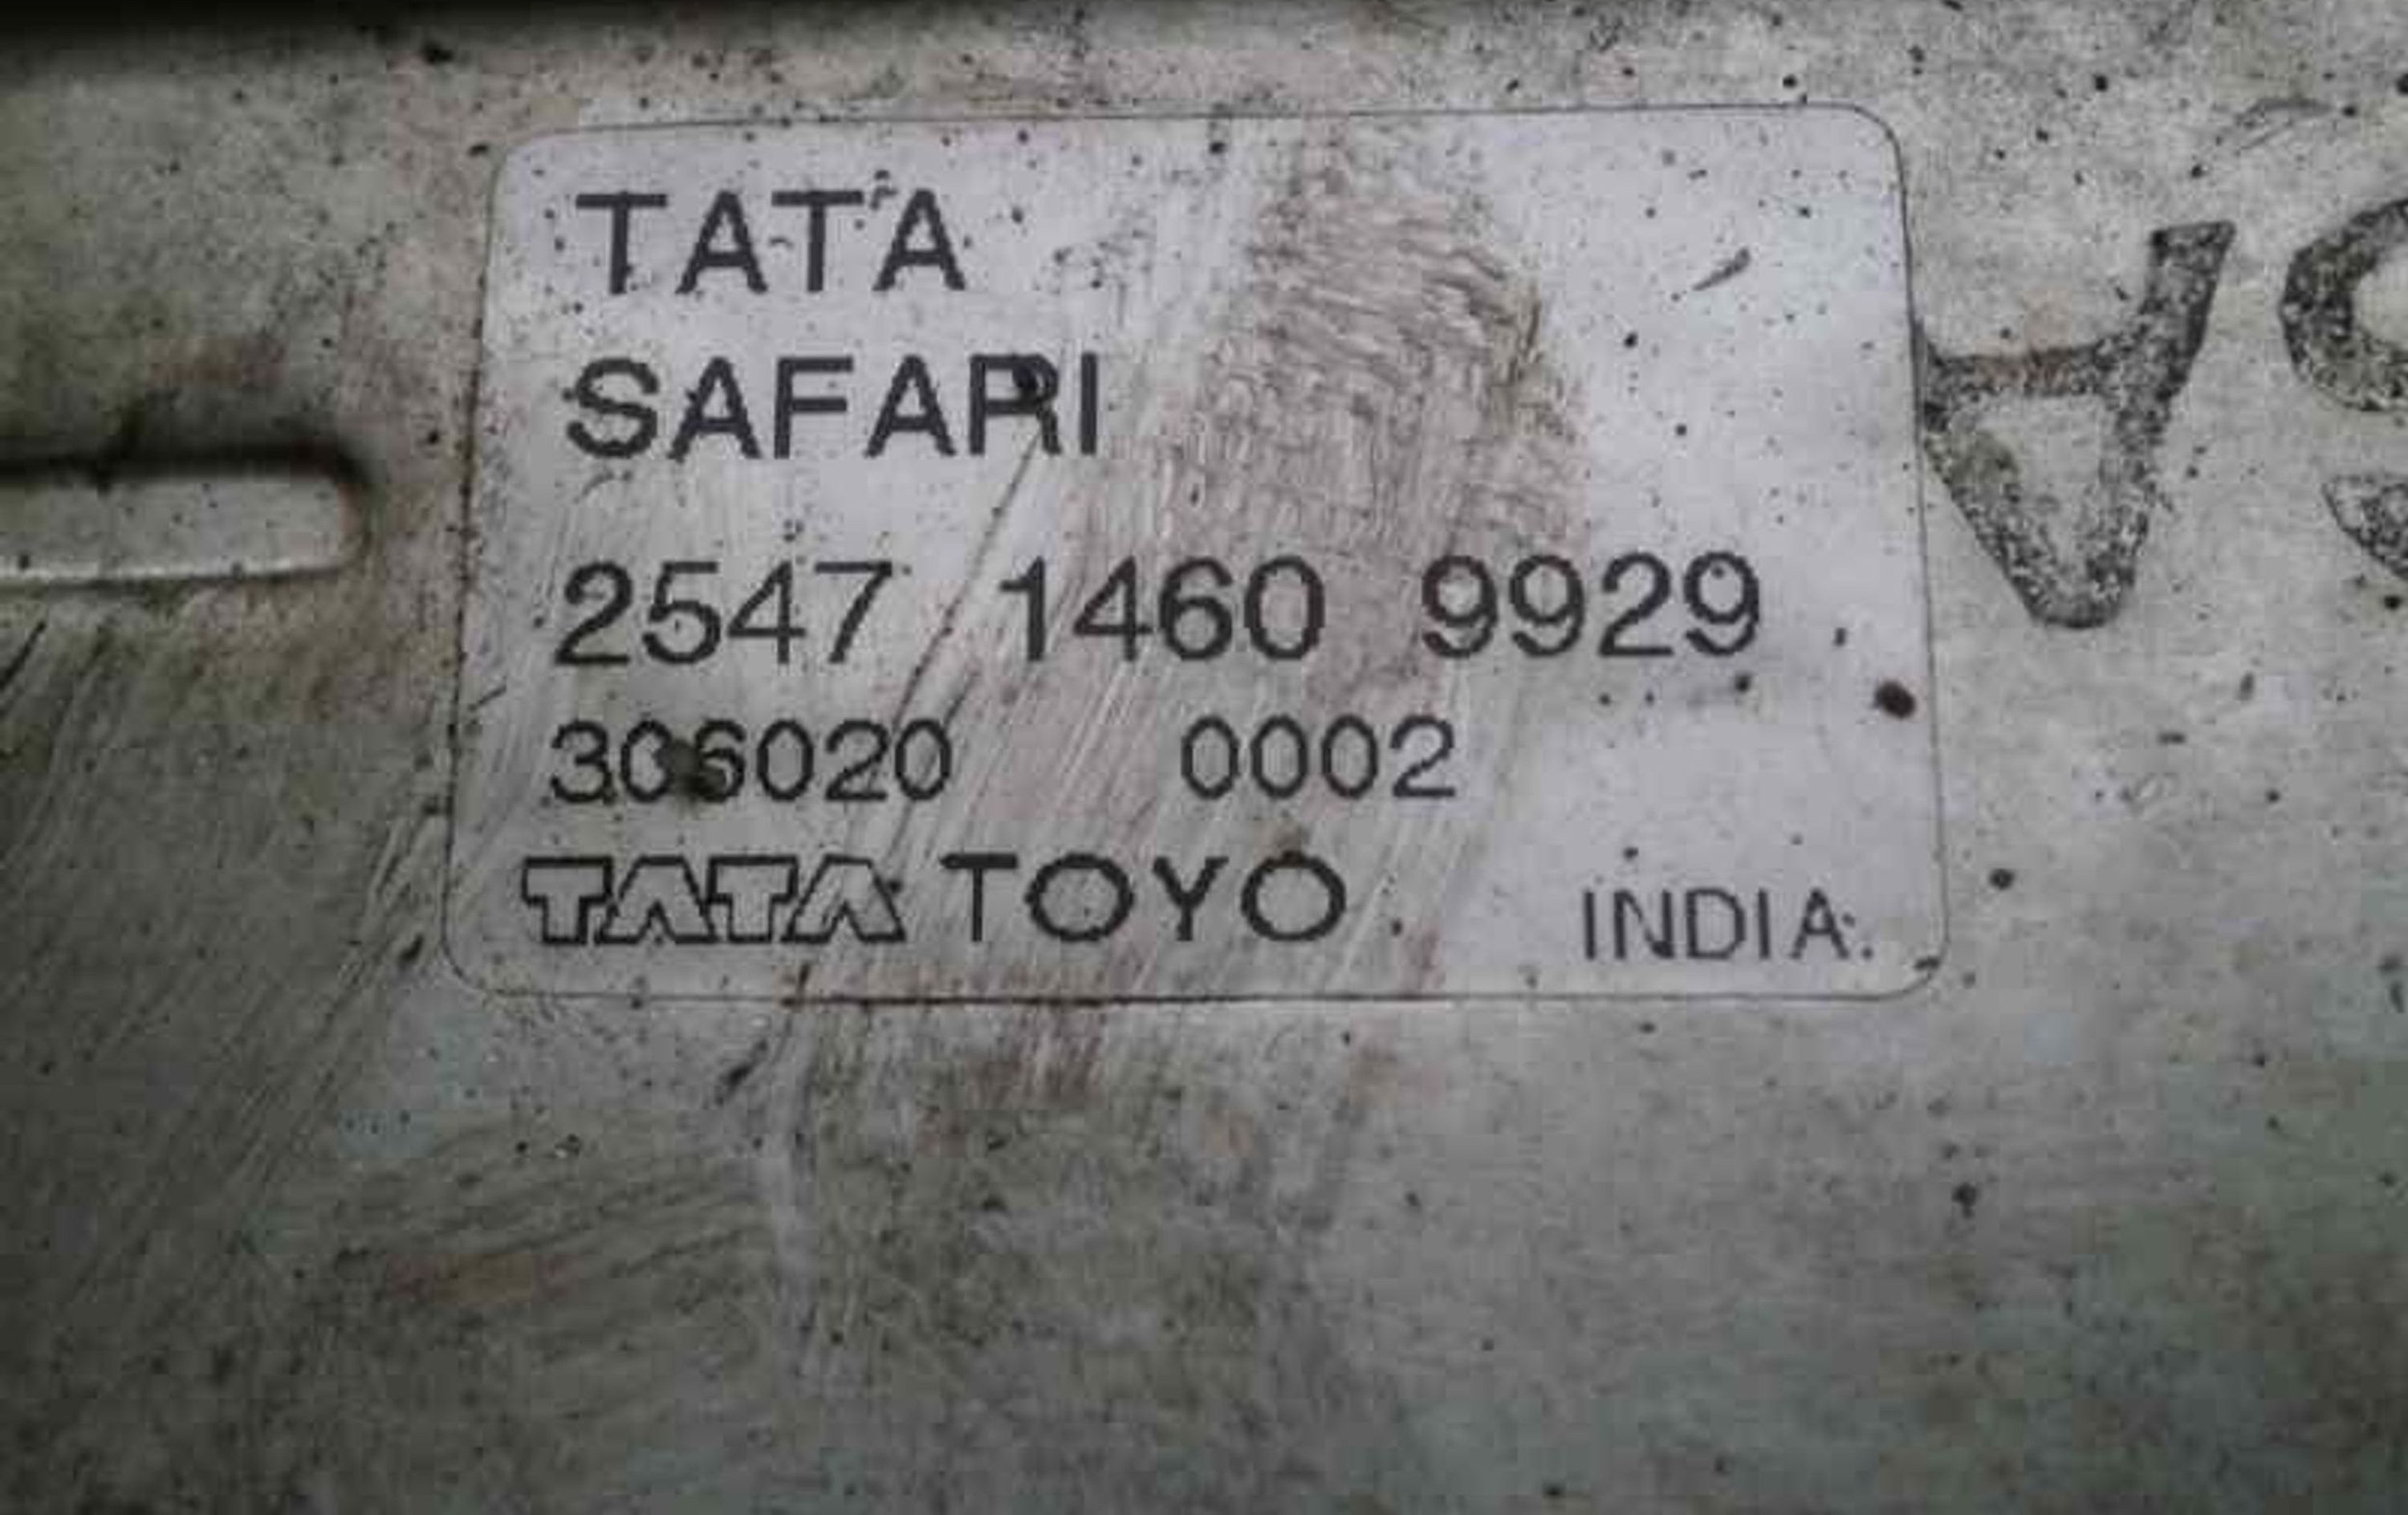 TATA
SAFARI
2547 1460 9929
306020 0002
TATA TOYO INDIA.